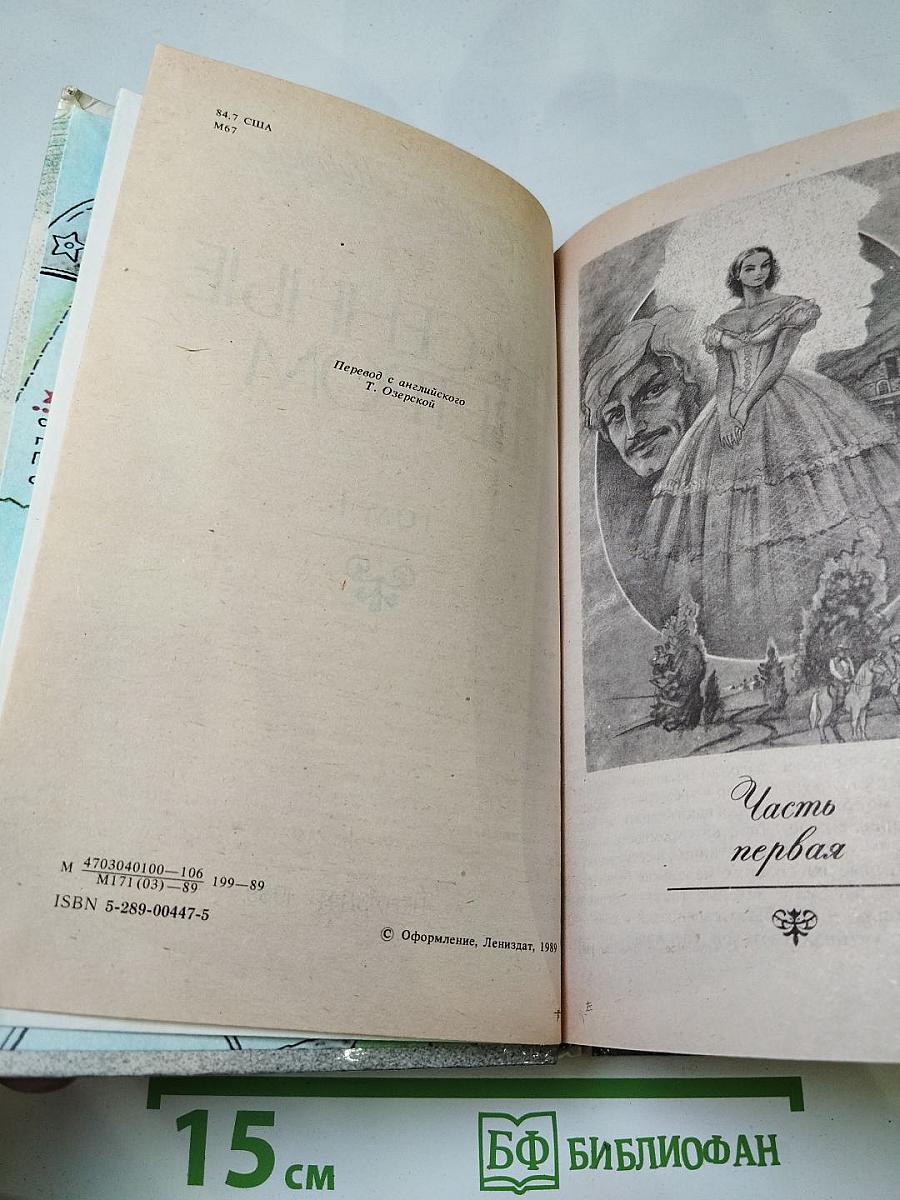 84.7 США
М67
Перевод с английского
Т. Озерской
М 4703040100—106 199—89
М171(03)—89
ISBN 5-289-00447-5
© Оформление, Лениздат, 1989
Часть
первая
15 см
БФ БИБЛИОФАН